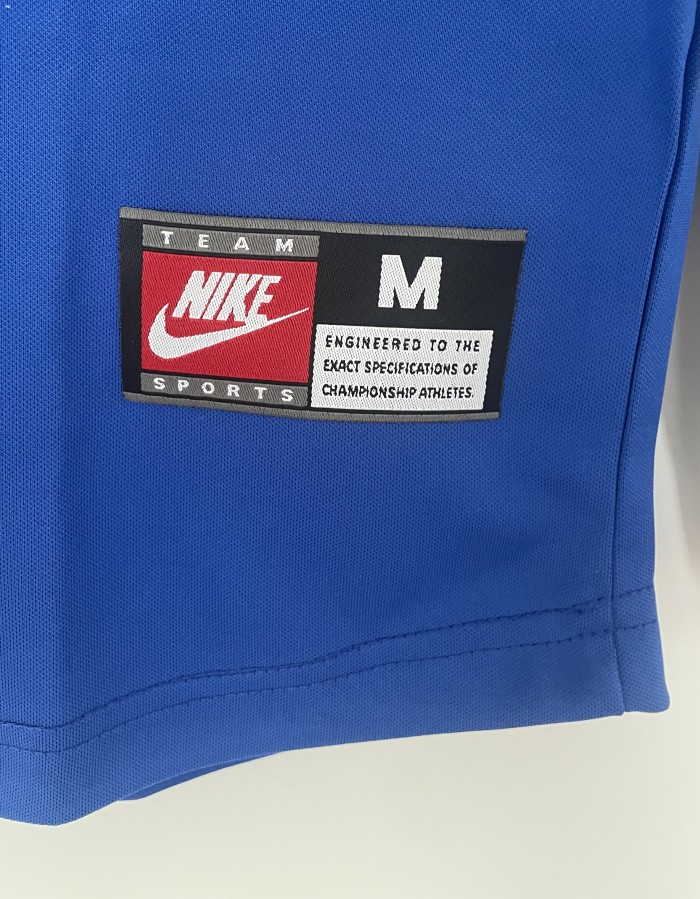 TEAM
NIKE
SPORTS
M
ENGINEERED TO THE
EXACT SPECIFICATIONS OF
CHAMPIONSHIP ATHLETES.